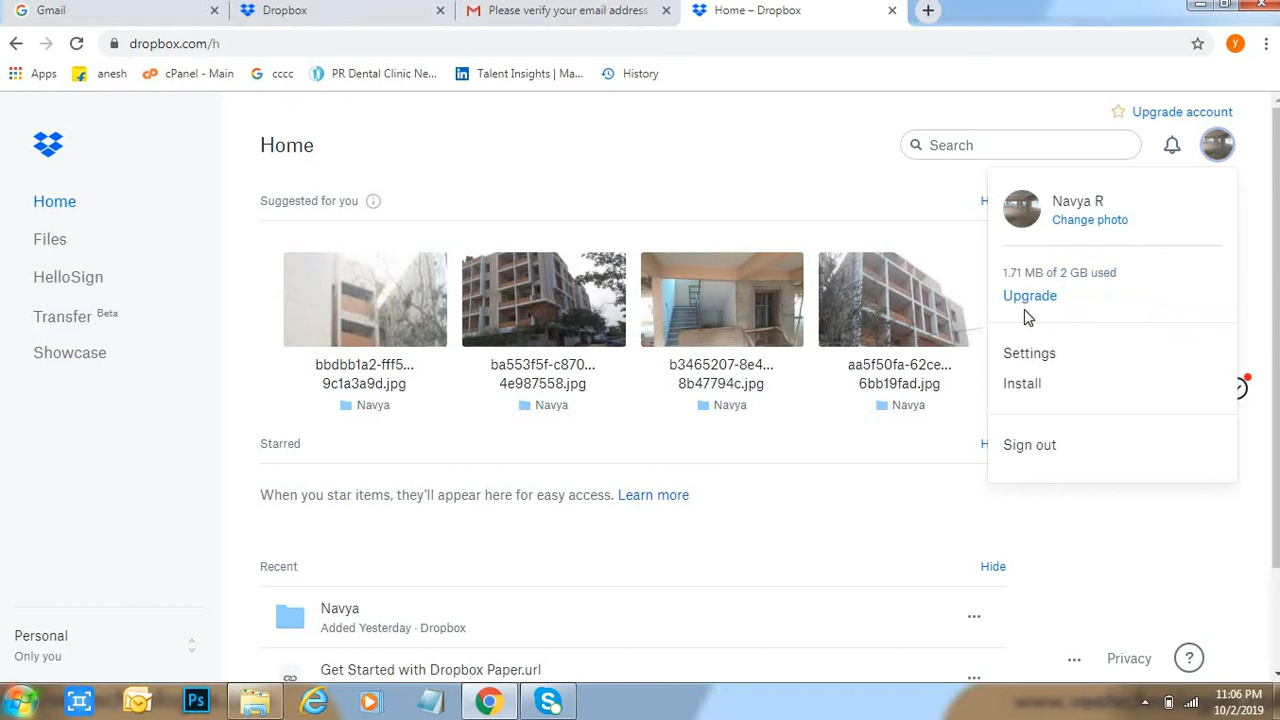 Gmail
Dropbox
Please verify your email address
Home – Dropbox
dropbox.com/h
y
Apps
anesh
cPanel - Main
cccc
PR Dental Clinic Ne...
Talent Insights | Ma...
History
Upgrade account
Home
Search
Home
Files
HelloSign
Transfer Beta
Showcase
Suggested for you
H
Navya R
Change photo
1.71 MB of 2 GB used
Upgrade
Settings
Install
Sign out
bbdbb1a2-fff5...
9c1a3a9d.jpg
Navya
ba553f5f-c870...
4e987558.jpg
Navya
b3465207-8e4...
8b47794c.jpg
Navya
aa5f50fa-62ce...
6bb19fad.jpg
Navya
Starred
H
When you star items, they’ll appear here for easy access. Learn more
Recent
Hide
Navya
Added Yesterday · Dropbox
Get Started with Dropbox Paper.url
Personal
Only you
Privacy
?
Ps
11:06 PM
10/2/2019